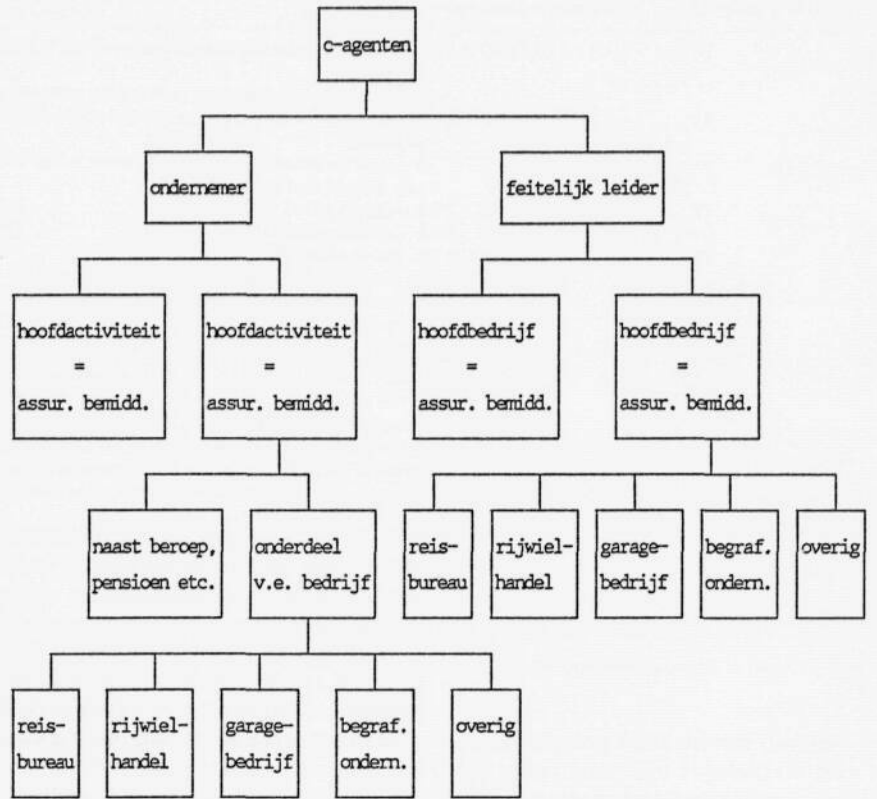 c-agenten
ondernemer
feitelijk leider
hoofdactiviteit
=
assur. bemidd.
hoofdactiviteit
=
assur. bemidd.
hoofdbedrijf
=
assur. bemidd.
hoofdbedrijf
=
assur. bemidd.
naast beroep,
pensioen etc.
onderdeel
v.e. bedrijf
reis-
bureau
rijwiel-
handel
garage-
bedrijf
begraf.
ondern.
overig
reis-
bureau
rijwiel-
handel
garage-
bedrijf
begraf.
ondern.
overig